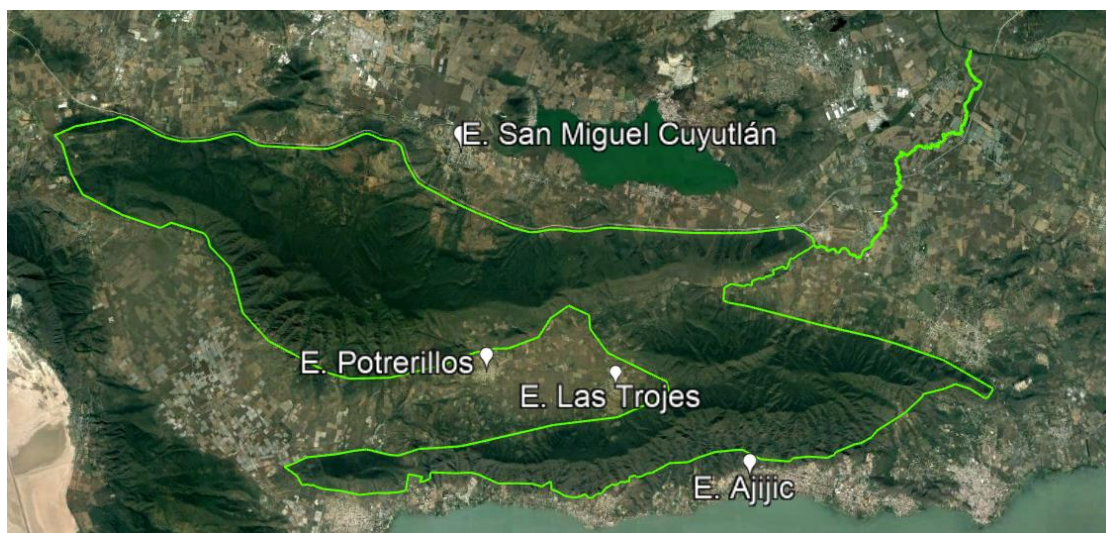 E. San Miguel Cuyutlán
E. Potrerillos
E. Las Trojes
E. Ajijic